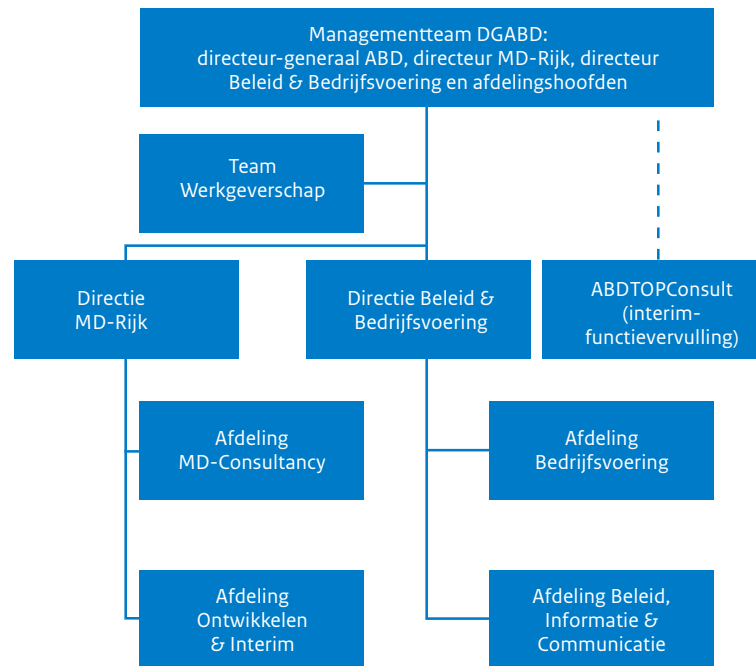 Managementteam DGABD:
directeur-generaal ABD, directeur MD-Rijk, directeur
Beleid & Bedrijfsvoering en afdelingshoofden
Team
Werkgeverschap
Directie
MD-Rijk
Directie Beleid &
Bedrijfsvoering
ABDTOPConsult
(interim-
functievervulling)
Afdeling
MD-Consultancy
Afdeling
Bedrijfsvoering
Afdeling
Ontwikkelen
& Interim
Afdeling Beleid,
Informatie &
Communicatie